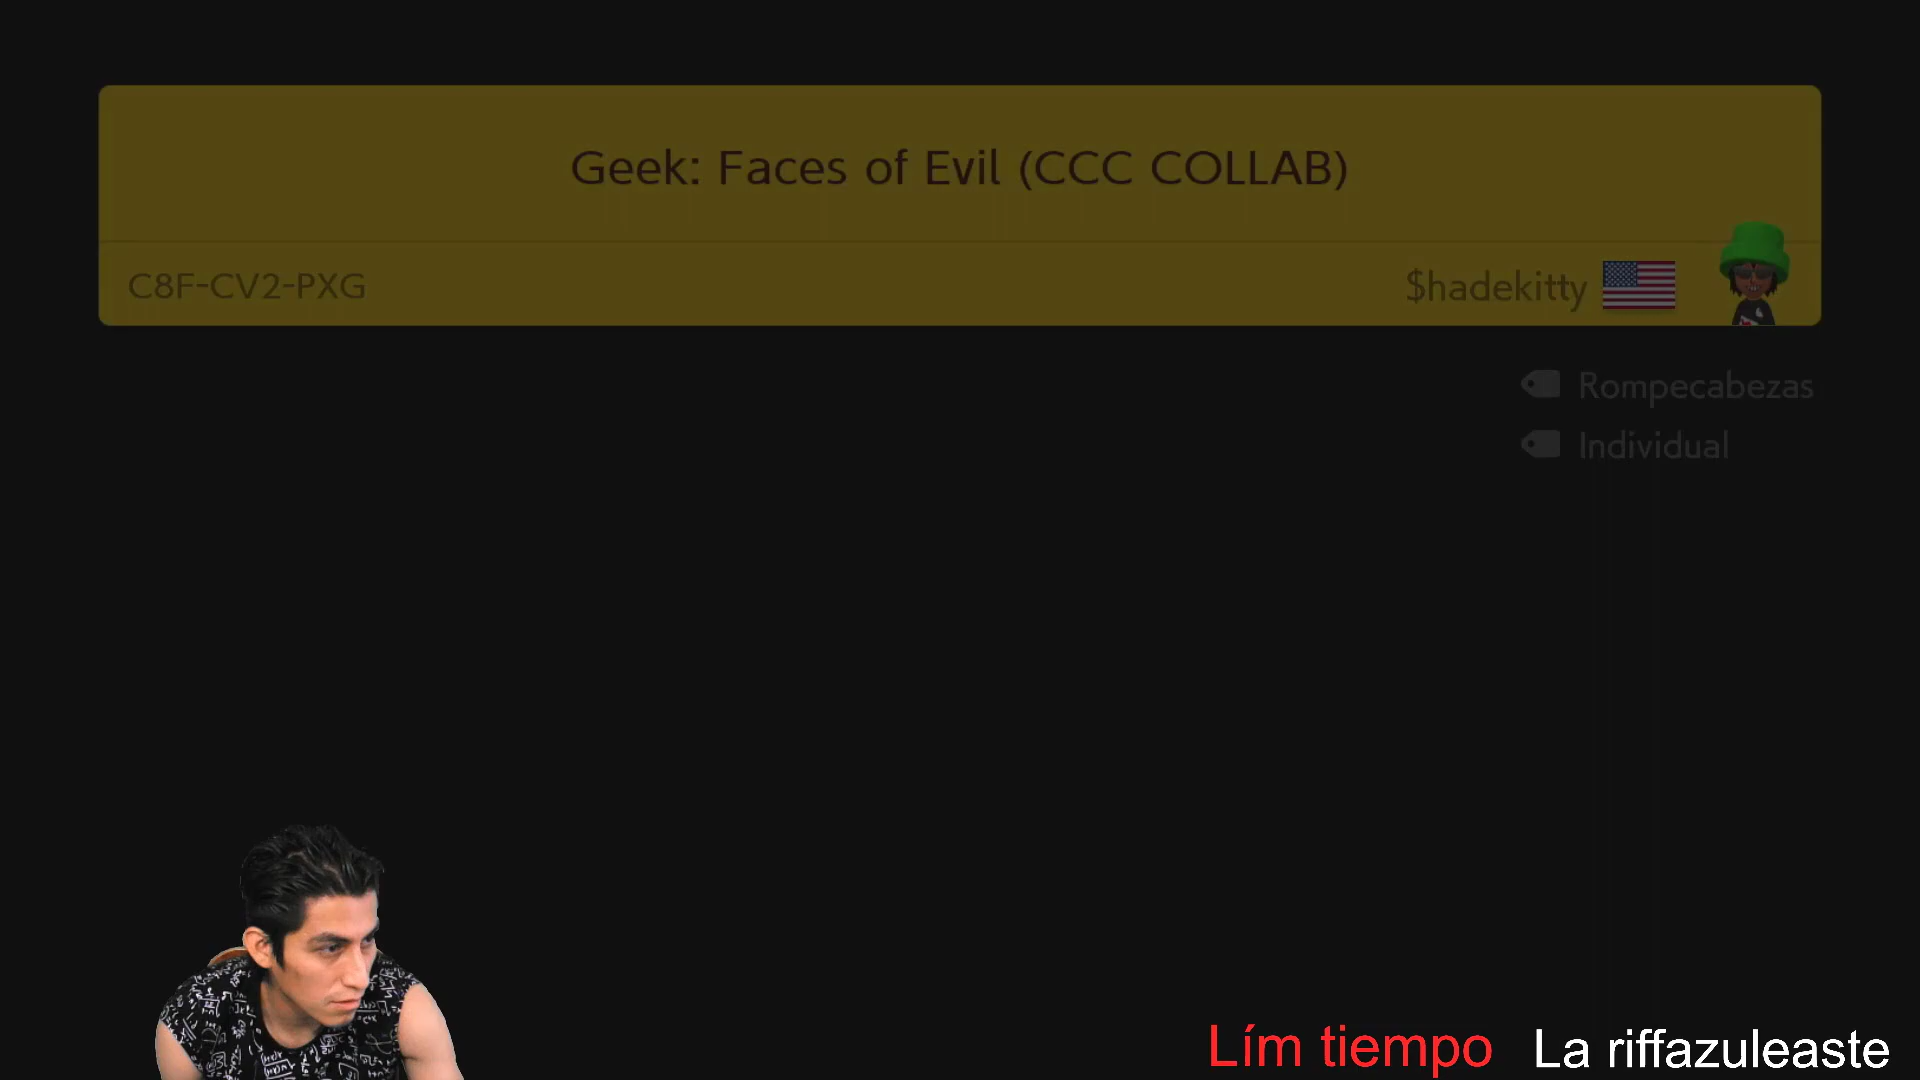 Geek: Faces of Evil (CCC COLLAB)
C8F-CV2-PXG
$hadekitty
Rompecabezas
Individual
Lím tiempo La riffazuleaste